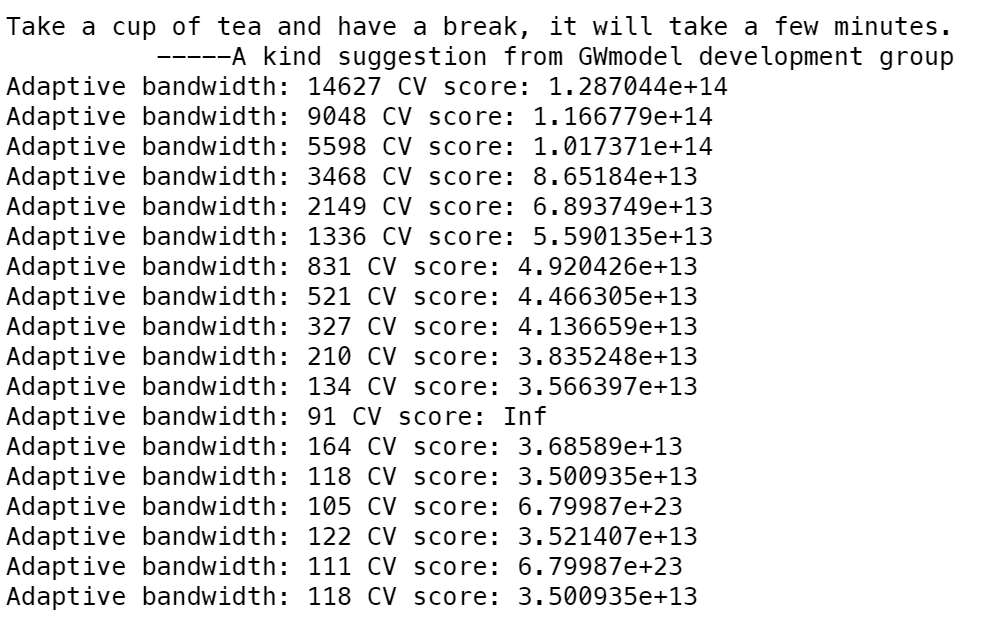 Take a cup of tea and have a break, it will take a few minutes.
-----A kind suggestion from GWmodel development group
Adaptive bandwidth: 14627 CV score: 1.287044e+14
Adaptive bandwidth: 9048 CV score: 1.166779e+14
Adaptive bandwidth: 5598 CV score: 1.017371e+14
Adaptive bandwidth: 3468 CV score: 8.65184e+13
Adaptive bandwidth: 2149 CV score: 6.893749e+13
Adaptive bandwidth: 1336 CV score: 5.590135e+13
Adaptive bandwidth: 831 CV score: 4.920426e+13
Adaptive bandwidth: 521 CV score: 4.466305e+13
Adaptive bandwidth: 327 CV score: 4.136659e+13
Adaptive bandwidth: 210 CV score: 3.835248e+13
Adaptive bandwidth: 134 CV score: 3.566397e+13
Adaptive bandwidth: 91 CV score: Inf
Adaptive bandwidth: 164 CV score: 3.68589e+13
Adaptive bandwidth: 118 CV score: 3.500935e+13
Adaptive bandwidth: 105 CV score: 6.79987e+23
Adaptive bandwidth: 122 CV score: 3.521407e+13
Adaptive bandwidth: 111 CV score: 6.79987e+23
Adaptive bandwidth: 118 CV score: 3.500935e+13